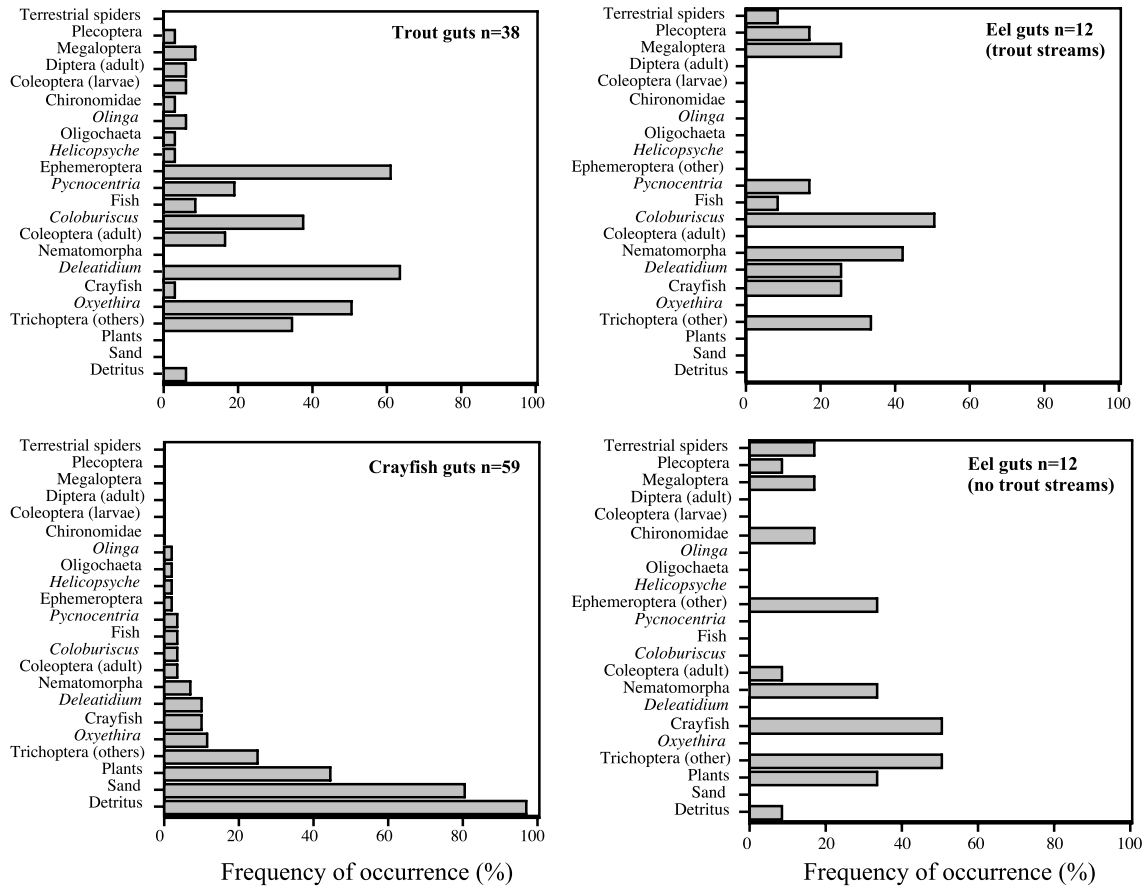 Trout guts n=38
Terrestrial spiders
Plecoptera
Megaloptera
Diptera (adult)
Coleoptera (larvae)
Chironomidae
Olinga
Oligochaeta
Helicopsyche
Ephemeroptera
Pycnocentria
Fish
Coloburiscus
Coleoptera (adult)
Nematomorpha
Deleatidium
Crayfish
Oxyethira
Trichoptera (others)
Plants
Sand
Detritus
0 20 40 60 80 100
Eel guts n=12
(trout streams)
Terrestrial spiders
Plecoptera
Megaloptera
Diptera (adult)
Coleoptera (larvae)
Chironomidae
Olinga
Oligochaeta
Helicopsyche
Ephemeroptera (other)
Pycnocentria
Fish
Coloburiscus
Coleoptera (adult)
Nematomorpha
Deleatidium
Crayfish
Oxyethira
Trichoptera (other)
Plants
Sand
Detritus
0 20 40 60 80 100
Crayfish guts n=59
Terrestrial spiders
Plecoptera
Megaloptera
Diptera (adult)
Coleoptera (larvae)
Chironomidae
Olinga
Oligochaeta
Helicopsyche
Ephemeroptera
Pycnocentria
Fish
Coloburiscus
Coleoptera (adult)
Nematomorpha
Deleatidium
Crayfish
Oxyethira
Trichoptera (others)
Plants
Sand
Detritus
0 20 40 60 80 100
Frequency of occurrence (%)
Eel guts n=12
(no trout streams)
Terrestrial spiders
Plecoptera
Megaloptera
Diptera (adult)
Coleoptera (larvae)
Chironomidae
Olinga
Oligochaeta
Helicopsyche
Ephemeroptera (other)
Pycnocentria
Fish
Coloburiscus
Coleoptera (adult)
Nematomorpha
Deleatidium
Crayfish
Oxyethira
Trichoptera (other)
Plants
Sand
Detritus
0 20 40 60 80 100
Frequency of occurrence (%)